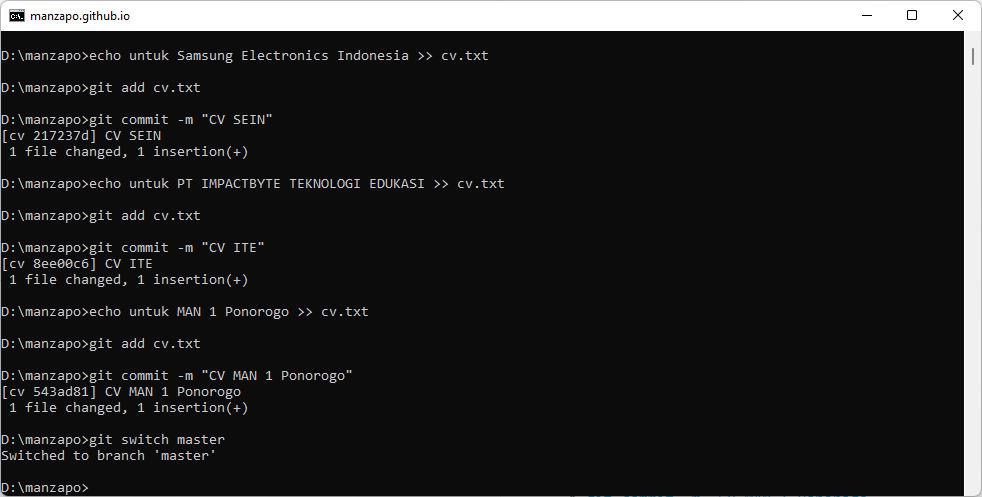 manzapo.github.io
D:\manzapo>echo untuk Samsung Electronics Indonesia >> cv.txt
D:\manzapo>git add cv.txt
D:\manzapo>git commit -m "CV SEIN"
[cv 217237d] CV SEIN
 1 file changed, 1 insertion(+)
D:\manzapo>echo untuk PT IMPACTBYTE TEKNOLOGI EDUKASI >> cv.txt
D:\manzapo>git add cv.txt
D:\manzapo>git commit -m "CV ITE"
[cv 8ee00c6] CV ITE
 1 file changed, 1 insertion(+)
D:\manzapo>echo untuk MAN 1 Ponorogo >> cv.txt
D:\manzapo>git add cv.txt
D:\manzapo>git commit -m "CV MAN 1 Ponorogo"
[cv 543ad81] CV MAN 1 Ponorogo
 1 file changed, 1 insertion(+)
D:\manzapo>git switch master
Switched to branch 'master'
D:\manzapo>